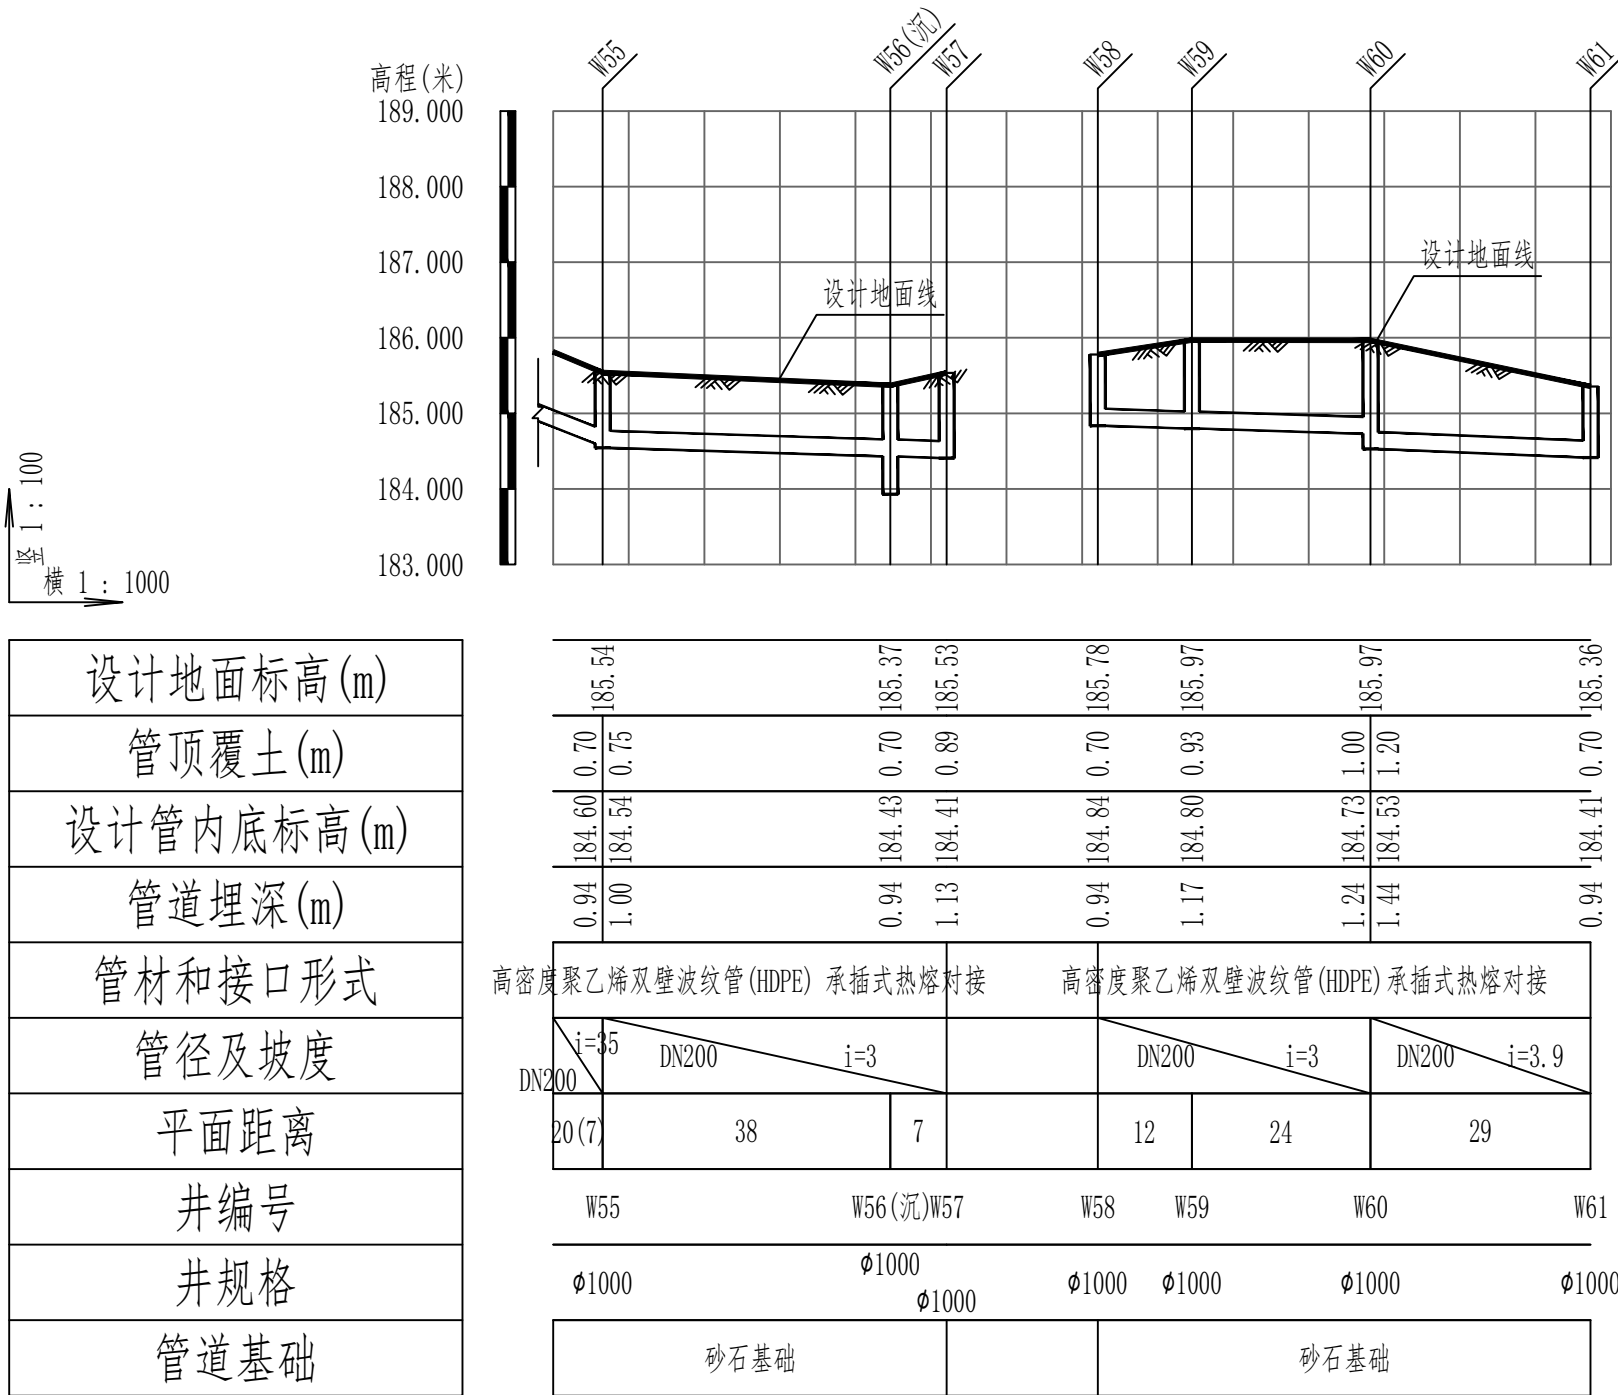 W55
W56(沉)
W57
W58
W59
W60
W61
高程(米)
189.000
188.000
187.000
186.000
185.000
184.000
183.000
设计地面线
设计地面线
竖 1 : 100
横 1 : 1000
设计地面标高(m)
185.54
185.37
185.53
185.78
185.97
185.97
185.36
管顶覆土(m)
0.70
0.75
0.70
0.89
0.70
0.93
1.00
1.20
0.70
设计管内底标高(m)
184.60
184.54
184.43
184.41
184.84
184.80
184.73
184.53
184.41
管道埋深(m)
0.94
1.00
0.94
1.13
0.94
1.17
1.24
1.44
0.94
管材和接口形式
高密度聚乙烯双壁波纹管(HDPE) 承插式热熔对接
高密度聚乙烯双壁波纹管(HDPE) 承插式热熔对接
管径及坡度
DN200 i=35
DN200 i=3
DN200 i=3
DN200 i=3.9
平面距离
20(7)
38
7
12
24
29
井编号
W55
W56(沉)
W57
W58
W59
W60
W61
井规格
ϕ1000
ϕ1000
ϕ1000
ϕ1000
ϕ1000
ϕ1000
ϕ1000
管道基础
砂石基础
砂石基础